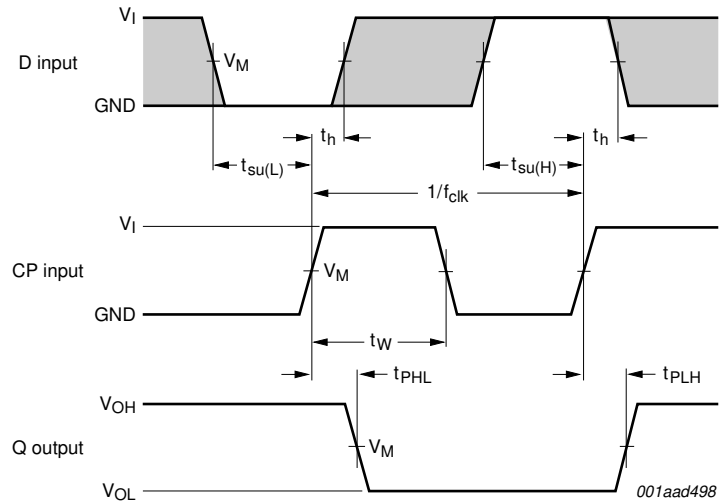 V_I
D input
V_M
GND
t_h
t_h
t_su(L)
t_su(H)
1/f_clk
V_I
CP input
V_M
GND
t_W
t_PHL
t_PLH
V_OH
Q output
V_M
V_OL
001aad498